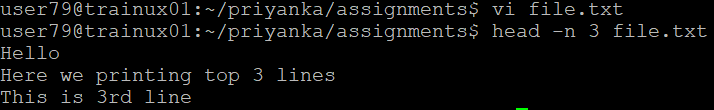 user79@trainux01:~/priyanka/assignments$ vi file.txt
user79@trainux01:~/priyanka/assignments$ head -n 3 file.txt
Hello
Here we printing top 3 lines
This is 3rd line